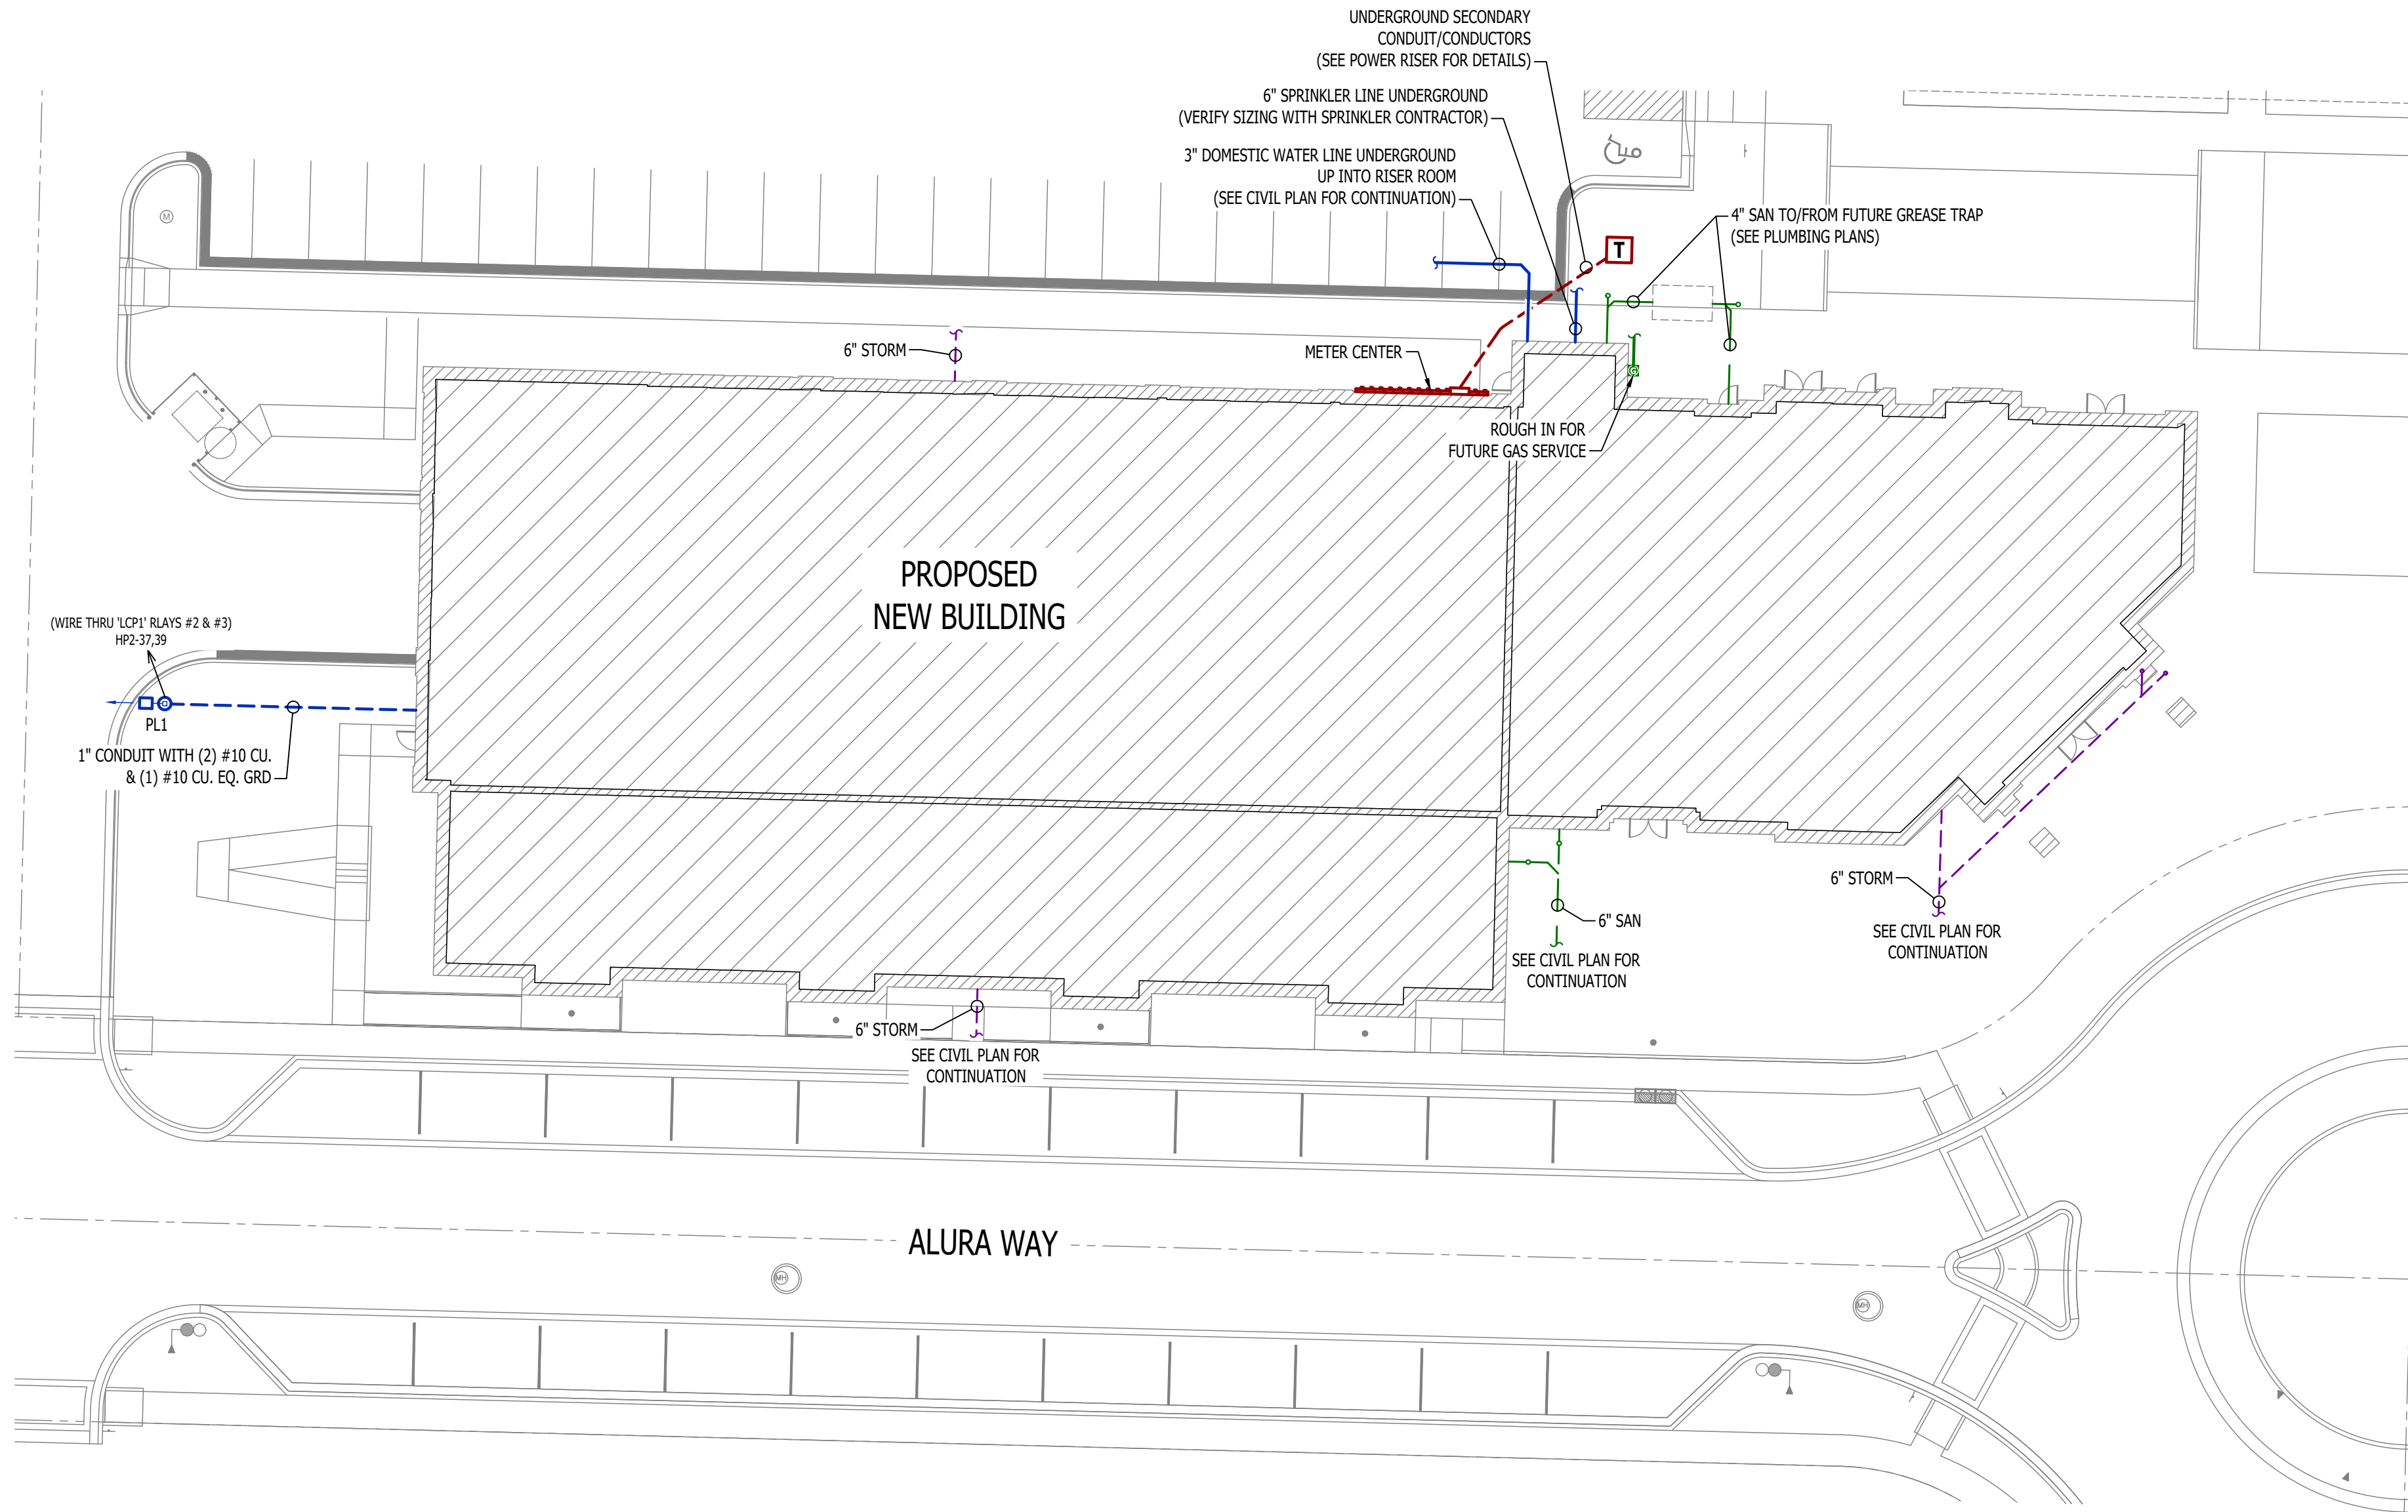 UNDERGROUND SECONDARY
CONDUIT/CONDUCTORS
(SEE POWER RISER FOR DETAILS)
6" SPRINKLER LINE UNDERGROUND
(VERIFY SIZING WITH SPRINKLER CONTRACTOR)
3" DOMESTIC WATER LINE UNDERGROUND
UP INTO RISER ROOM
(SEE CIVIL PLAN FOR CONTINUATION)
4" SAN TO/FROM FUTURE GREASE TRAP
(SEE PLUMBING PLANS)
M
T
6" STORM
METER CENTER
G
ROUGH IN FOR
FUTURE GAS SERVICE
PROPOSED
NEW BUILDING
(WIRE THRU 'LCP1' RLAYS #2 & #3)
HP2-37,39
PL1
1" CONDUIT WITH (2) #10 CU.
& (1) #10 CU. EQ. GRD
6" STORM
SEE CIVIL PLAN FOR
CONTINUATION
6" SAN
SEE CIVIL PLAN FOR
CONTINUATION
6" STORM
SEE CIVIL PLAN FOR
CONTINUATION
ALURA WAY
MH
MH